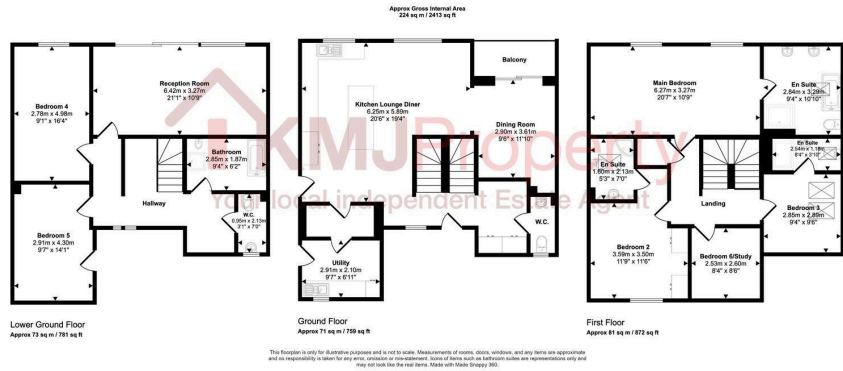 Approx Gross Internal Area
224 sq m / 2413 sq ft
Bedroom 4
2.78m x 4.98m
9'1" x 16'4"
Reception Room
6.42m x 3.27m
21'1" x 10'9"
Bathroom
2.85m x 1.87m
9'4" x 6'2"
Hallway
W.C.
0.95m x 2.13m
3'1" x 7'0"
Bedroom 5
2.91m x 4.30m
9'7" x 14'1"
Lower Ground Floor
Approx 73 sq m / 781 sq ft
Balcony
Kitchen Lounge Diner
6.25m x 5.89m
20'6" x 19'4"
Dining Room
2.90m x 3.61m
9'6" x 11'10"
W.C.
Utility
2.91m x 2.10m
9'7" x 6'11"
Ground Floor
Approx 71 sq m / 759 sq ft
Main Bedroom
6.27m x 3.27m
20'7" x 10'9"
En Suite
2.84m x 3.29m
9'4" x 10'10"
En Suite
2.54m x 1.18m
8'4" x 3'10"
En Suite
1.60m x 2.13m
5'3" x 7'0"
Landing
Bedroom 3
2.85m x 2.89m
9'4" x 9'6"
Bedroom 2
3.59m x 3.50m
11'9" x 11'6"
Bedroom 6/Study
2.53m x 2.60m
8'4" x 8'6"
First Floor
Approx 81 sq m / 872 sq ft
KMJ Property
Your local independent Estate Agent
This floorplan is only for illustrative purposes and is not to scale. Measurements of rooms, doors, windows, and any items are approximate
and no responsibility is taken for any error, omission or mis-statement. Icons of items such as bathroom suites are representations only and
may not look like the real items. Made with Made Snappy 360.